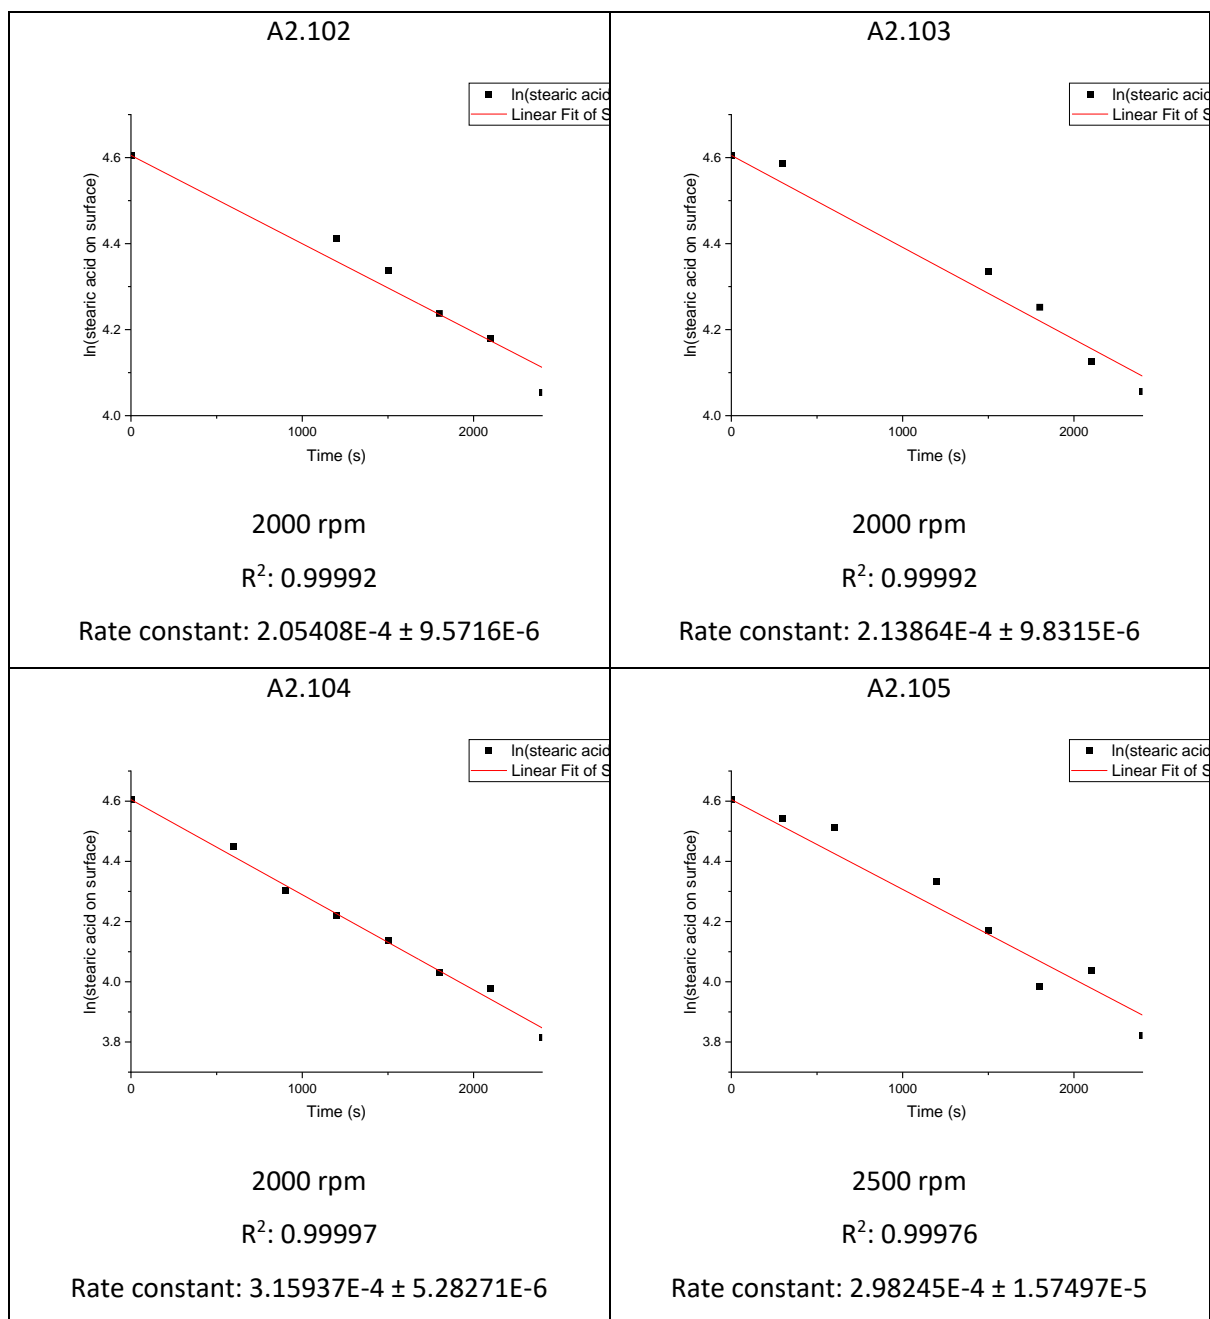 A2.102
ln(stearic acid
Linear Fit of S
4.6
4.4
4.2
4.0
ln(stearic acid on surface)
0
1000
2000
Time (s)
2000 rpm
R²: 0.99992
Rate constant: 2.05408E-4 ± 9.5716E-6
A2.103
ln(stearic acid
Linear Fit of S
4.6
4.4
4.2
4.0
ln(stearic acid on surface)
0
1000
2000
Time (s)
2000 rpm
R²: 0.99992
Rate constant: 2.13864E-4 ± 9.8315E-6
A2.104
ln(stearic acid
Linear Fit of S
4.6
4.4
4.2
4.0
3.8
ln(stearic acid on surface)
0
1000
2000
Time (s)
2000 rpm
R²: 0.99997
Rate constant: 3.15937E-4 ± 5.28271E-6
A2.105
ln(stearic acid
Linear Fit of S
4.6
4.4
4.2
4.0
3.8
ln(stearic acid on surface)
0
1000
2000
Time (s)
2500 rpm
R²: 0.99976
Rate constant: 2.98245E-4 ± 1.57497E-5